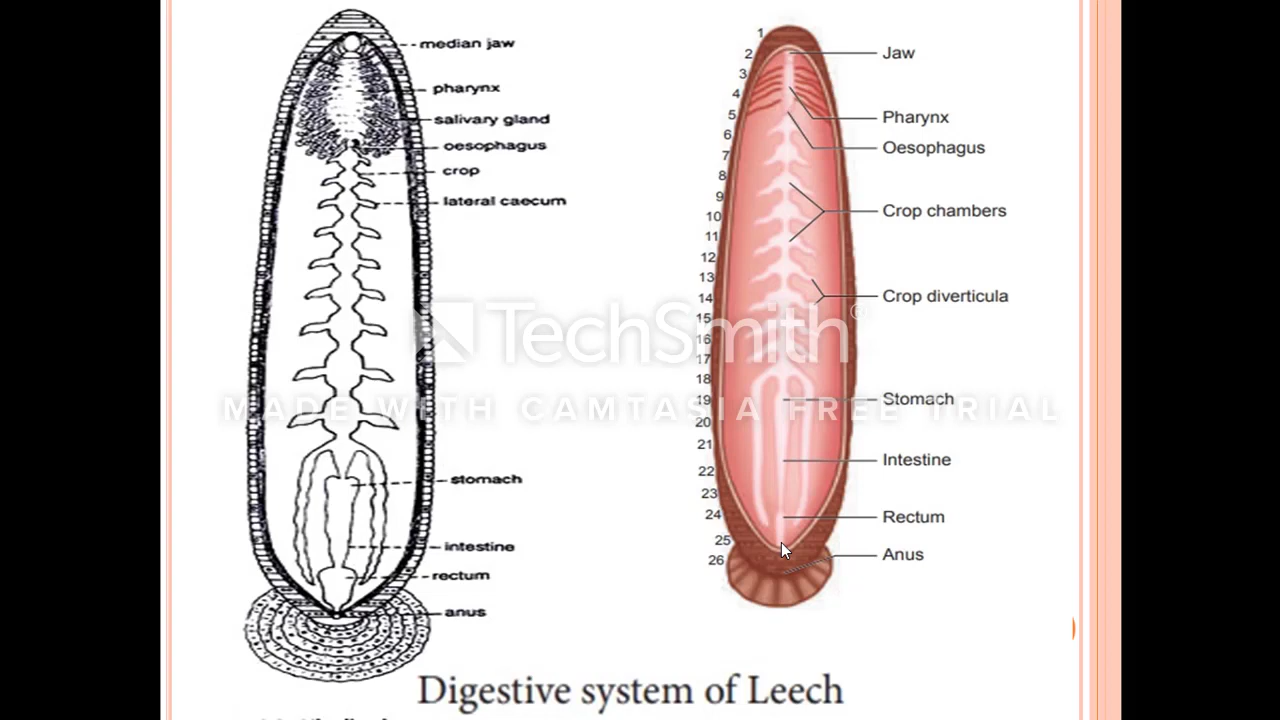 median jaw
pharynx
salivary gland
oesophagus
crop
lateral caecum
stomach
intestine
rectum
anus
1
2
3
4
5
6
7
8
9
10
11
12
13
14
15
16
17
18
19
20
21
22
23
24
25
26
Jaw
Pharynx
Oesophagus
Crop chambers
Crop diverticula
Stomach
Intestine
Rectum
Anus
TechSmith®
MADE WITH CAMTASIA FREE TRIAL
Digestive system of Leech